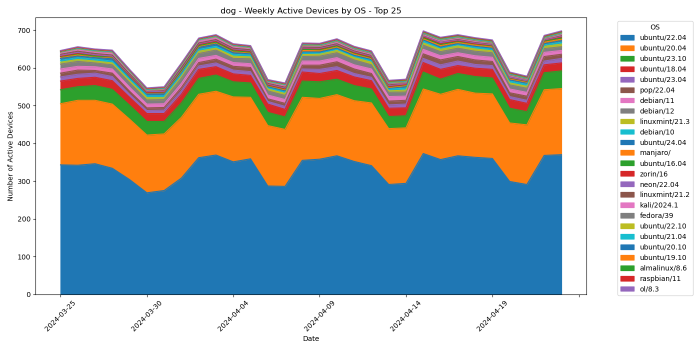 dog - Weekly Active Devices by OS - Top 25
Number of Active Devices
700
600
500
400
300
200
100
0
2024-03-25
2024-03-30
2024-04-04
2024-04-09
2024-04-14
2024-04-19
Date
OS
ubuntu/22.04
ubuntu/20.04
ubuntu/23.10
ubuntu/18.04
ubuntu/23.04
pop/22.04
debian/11
debian/12
linuxmint/21.3
debian/10
ubuntu/24.04
manjaro/
ubuntu/16.04
zorin/16
neon/22.04
linuxmint/21.2
kali/2024.1
fedora/39
ubuntu/22.10
ubuntu/21.04
ubuntu/20.10
ubuntu/19.10
almalinux/8.6
raspbian/11
ol/8.3